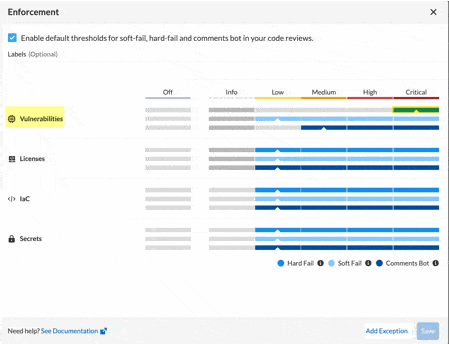 Enforcement
Enable default thresholds for soft-fail, hard-fail and comments bot in your code reviews.
Labels (Optional)
Off Info Low Medium High Critical
Vulnerabilities
Licenses
IaC
Secrets
Hard Fail Soft Fail Comments Bot
Need help? See Documentation Add Exception Save